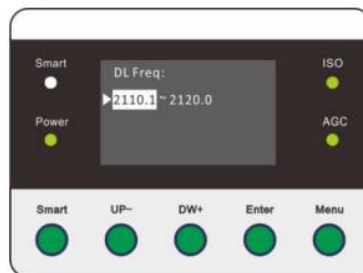 Smart
ISO
DL Freq:
2110.1 ~ 2120.0
Power
AGC
Smart UP- DW+ Enter Menu